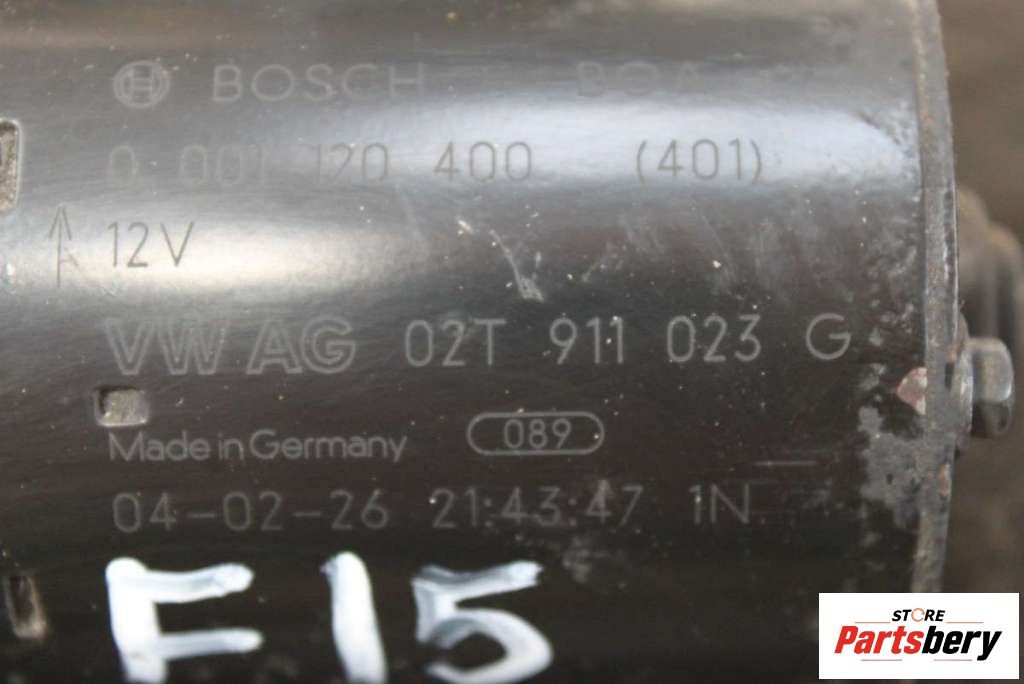 BOSCH BOA
0 001 120 400 (401)
12V
VW AG 02T 911 023 G
Made in Germany 089
04-02-26 21:43:47 1N
F15
STORE
Partsbery